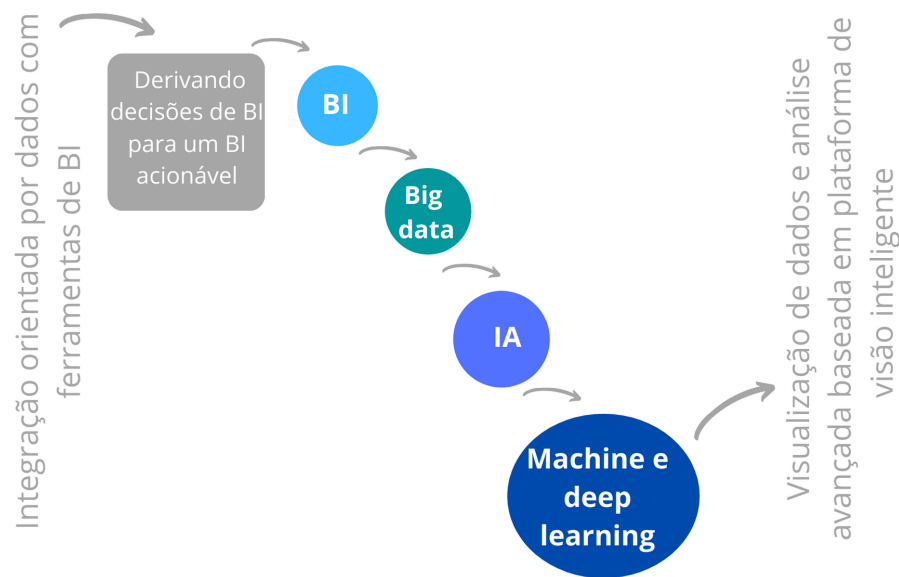 Integração orientada por dados com
ferramentas de BI
Derivando
decisões de BI
para um BI
acionável
BI
Big
data
IA
Machine e
deep
learning
Visualização de dados e análise
avançada baseada em plataforma de
visão inteligente